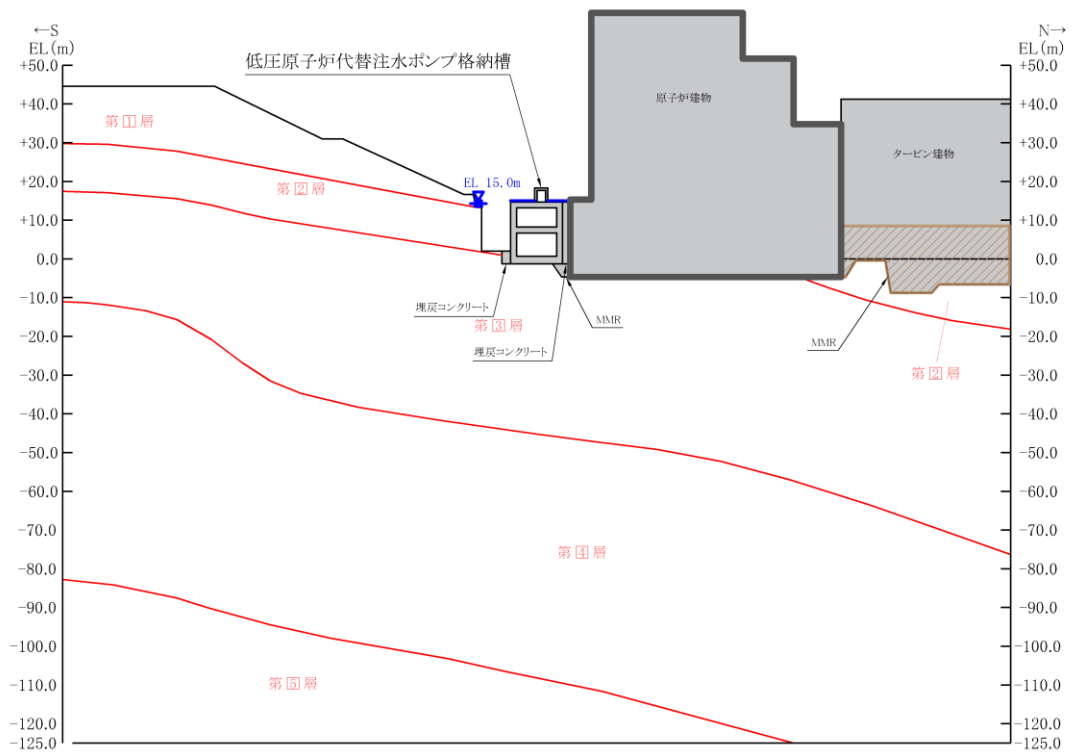 ←S
EL(m)
N→
EL(m)
+50.0
+40.0
+30.0
+20.0
+10.0
0.0
-10.0
-20.0
-30.0
-40.0
-50.0
-60.0
-70.0
-80.0
-90.0
-100.0
-110.0
-120.0
-125.0
低圧原子炉代替注水ポンプ格納槽
原子炉建物
タービン建物
第1層
第2層
EL 15.0m
埋戻コンクリート
第3層
MMR
埋戻コンクリート
MMR
第2層
第4層
第5層
+50.0
+40.0
+30.0
+20.0
+10.0
0.0
-10.0
-20.0
-30.0
-40.0
-50.0
-60.0
-70.0
-80.0
-90.0
-100.0
-110.0
-120.0
-125.0